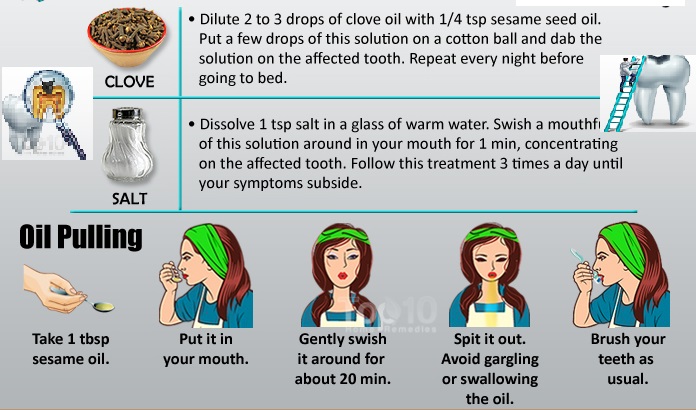 • Dilute 2 to 3 drops of clove oil with 1/4 tsp sesame seed oil.
Put a few drops of this solution on a cotton ball and dab the
solution on the affected tooth. Repeat every night before
going to bed.
CLOVE
• Dissolve 1 tsp salt in a glass of warm water. Swish a mouthfu
of this solution around in your mouth for 1 min, concentrating
on the affected tooth. Follow this treatment 3 times a day until
your symptoms subside.
SALT
Oil Pulling
Take 1 tbsp
sesame oil.
Put it in
your mouth.
Gently swish
it around for
about 20 min.
Spit it out.
Avoid gargling
or swallowing
the oil.
Brush your
teeth as
usual.
Top10
Home Remedies